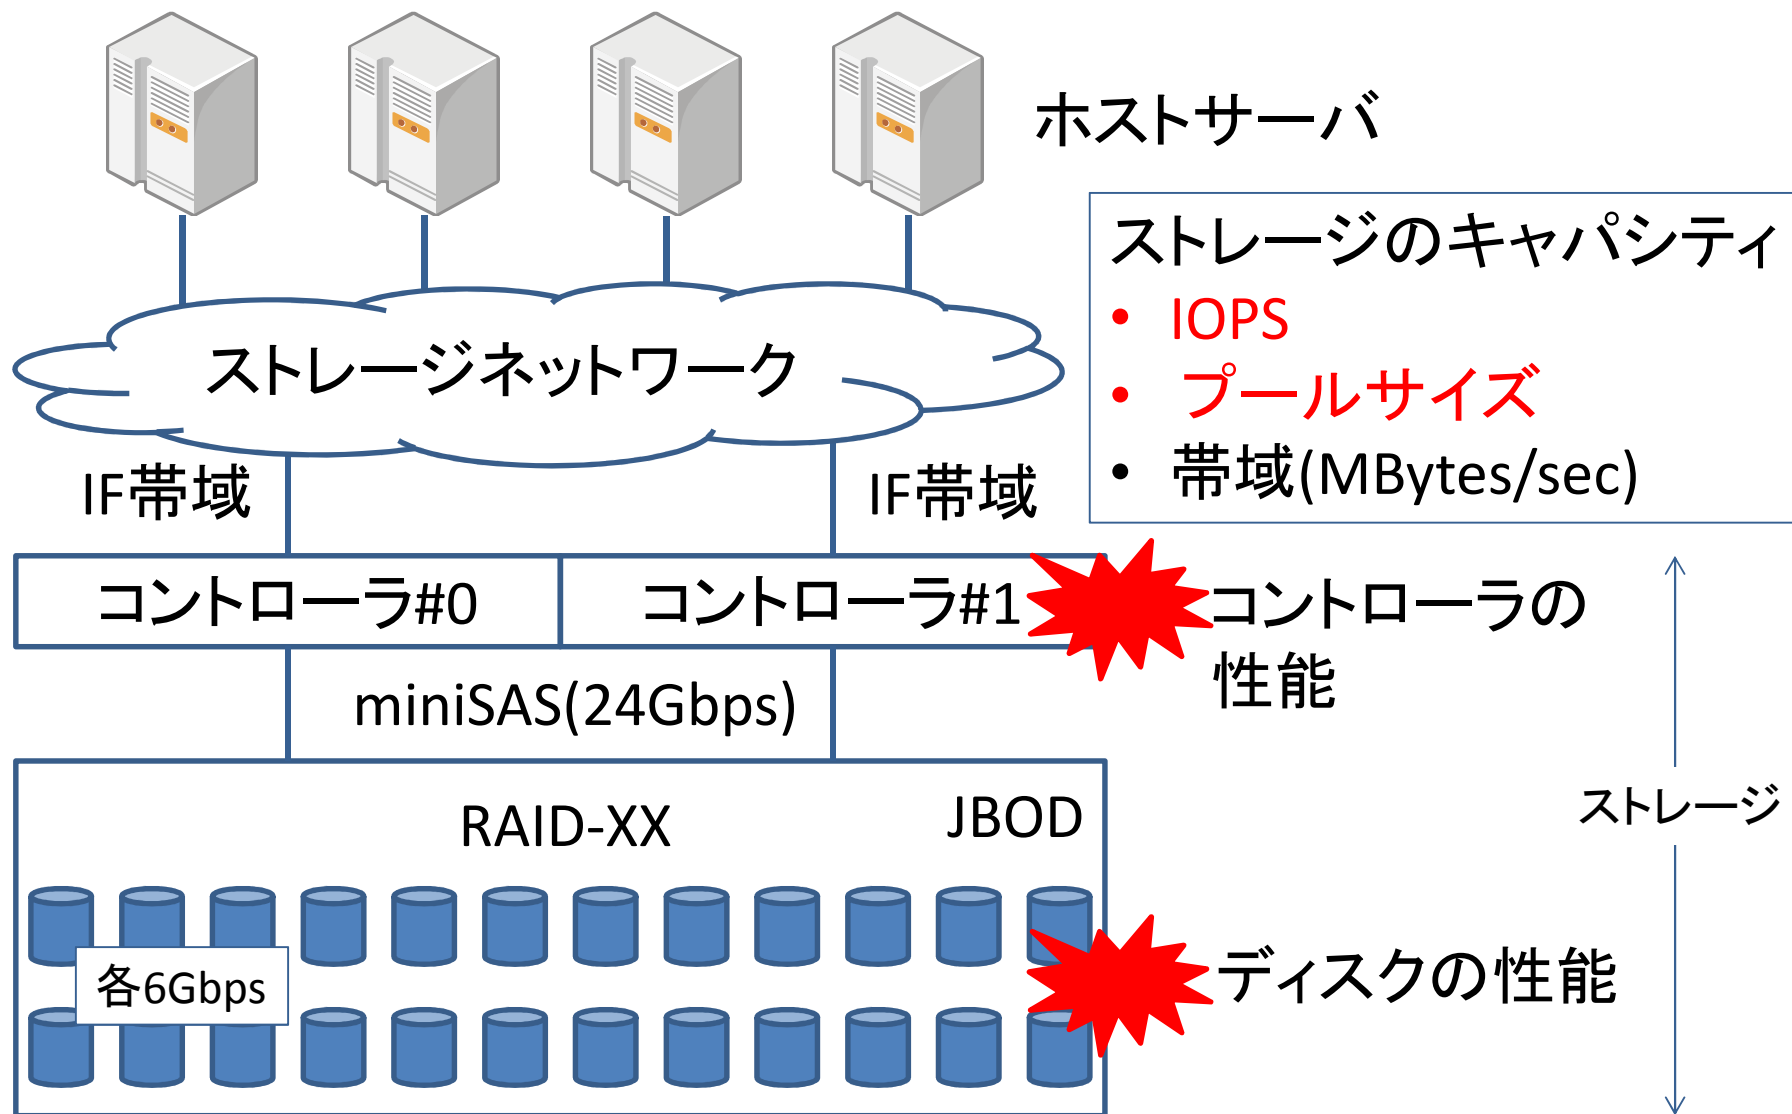 ホストサーバ
ストレージのキャパシティ
• IOPS
• プールサイズ
• 帯域(MBytes/sec)
ストレージネットワーク
IF帯域
IF帯域
コントローラ#0
コントローラ#1
コントローラの
性能
miniSAS(24Gbps)
ストレージ
RAID-XX
JBOD
各6Gbps
ディスクの性能